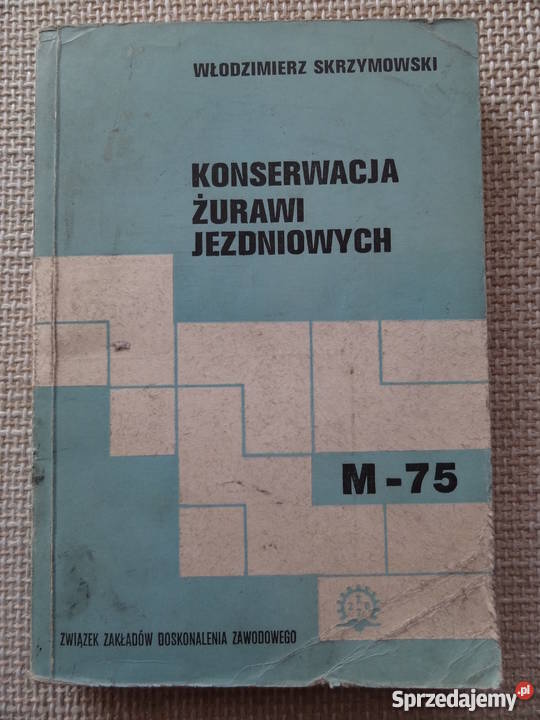 WŁODZIMIERZ SKRZYMOWSKI
KONSERWACJA
ŻURAWI
JEZDNIOWYCH
M-75
ZWIĄZEK ZAKŁADÓW DOSKONALENIA ZAWODOWEGO
Sprzedajemy.pl